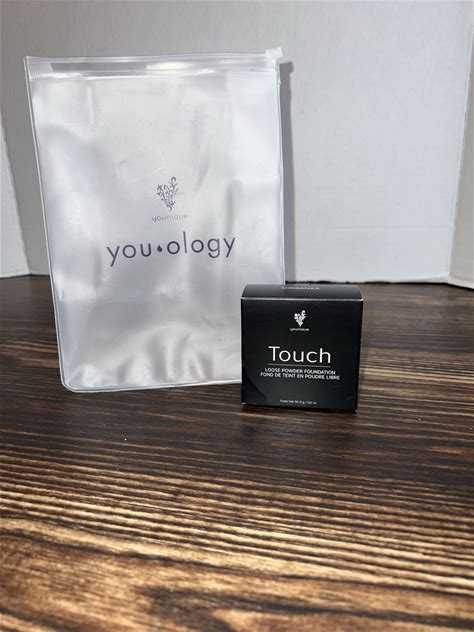 younique
you•ology
younique
Touch
LOOSE POWDER FOUNDATION
FOND DE TEINT EN POUDRE LIBRE